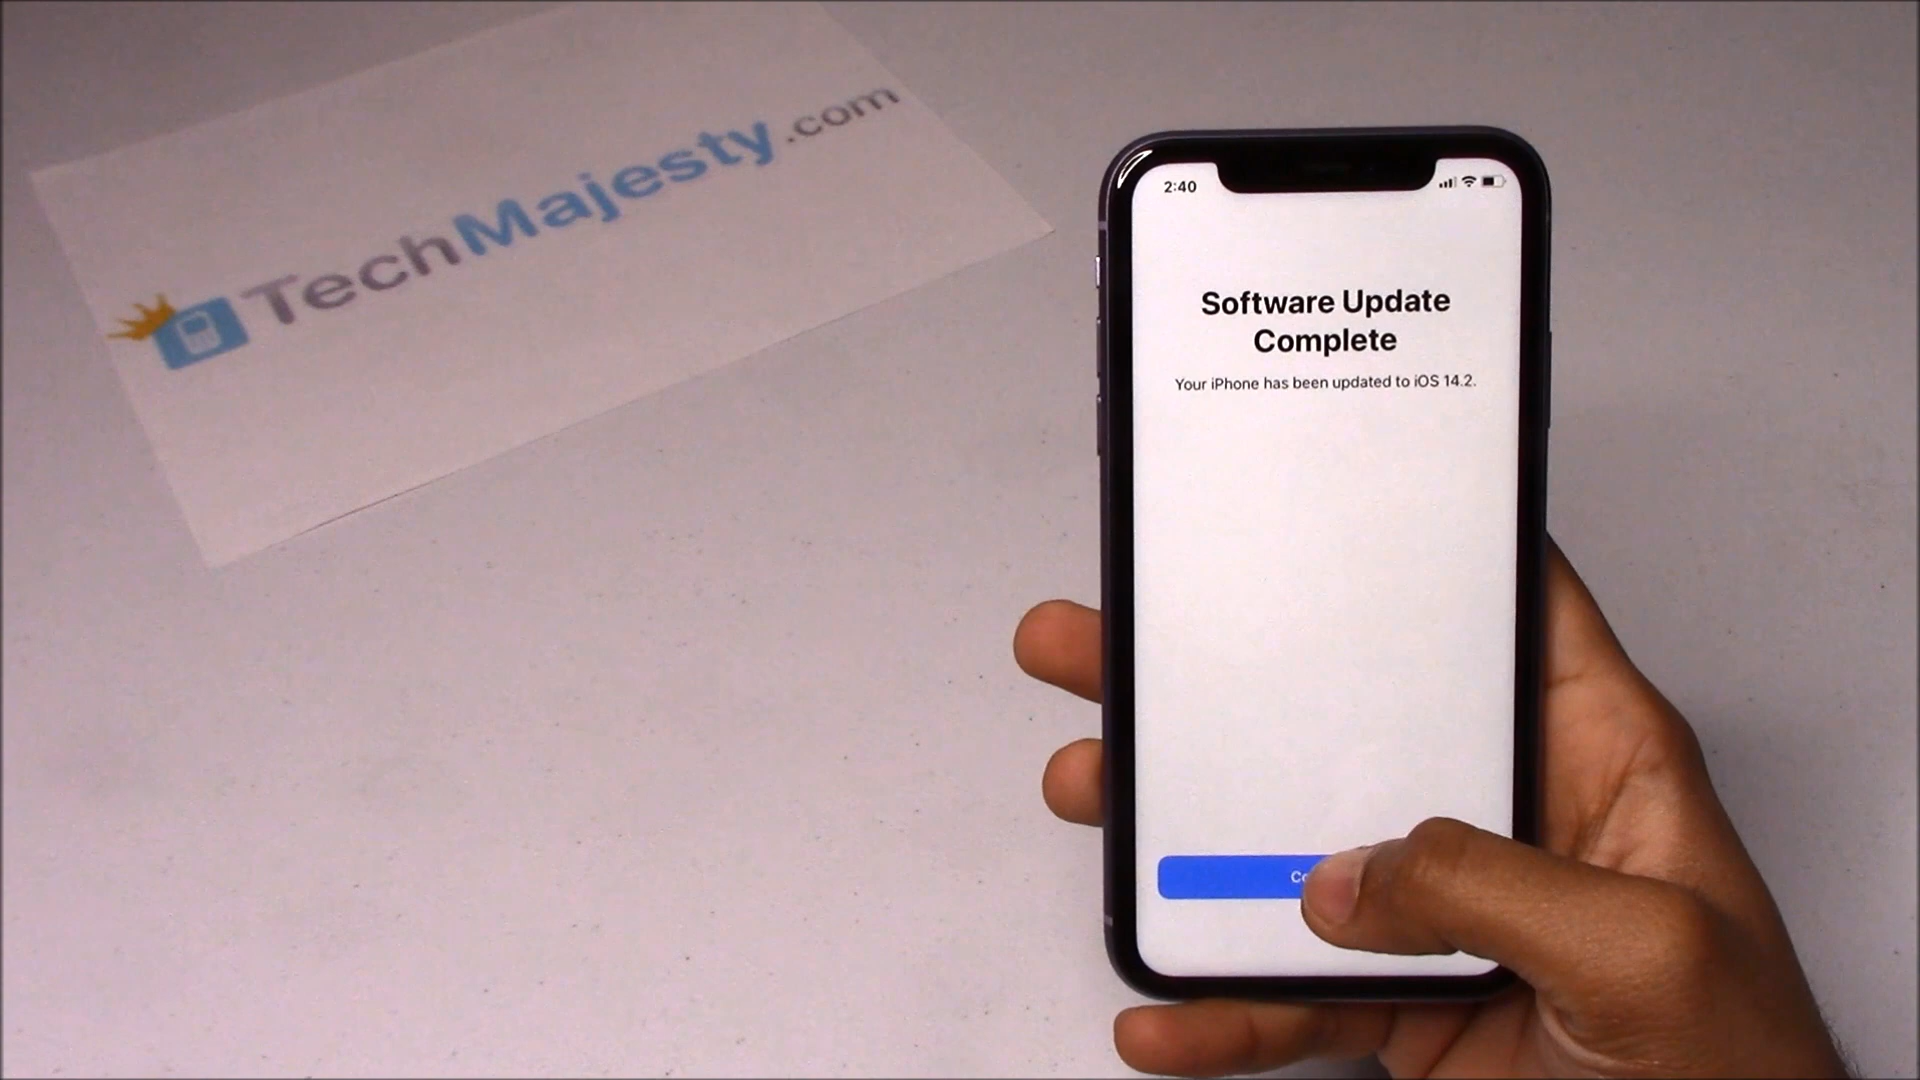 TechMajesty.com
2:40
Software Update
Complete
Your iPhone has been updated to iOS 14.2.